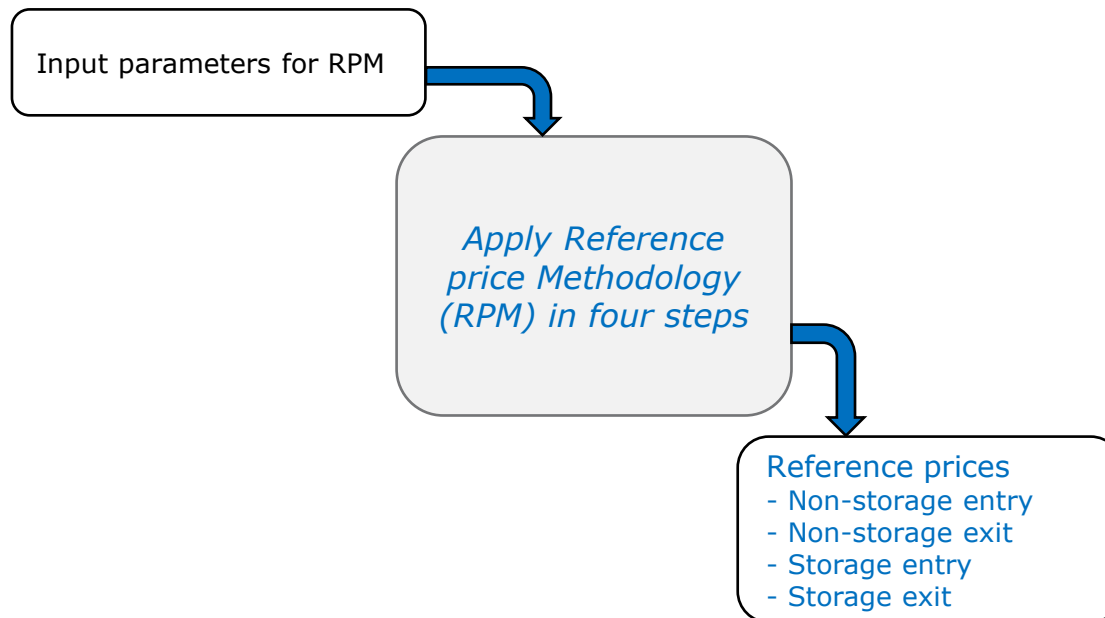 Input parameters for RPM
Apply Reference
price Methodology
(RPM) in four steps
Reference prices
- Non-storage entry
- Non-storage exit
- Storage entry
- Storage exit